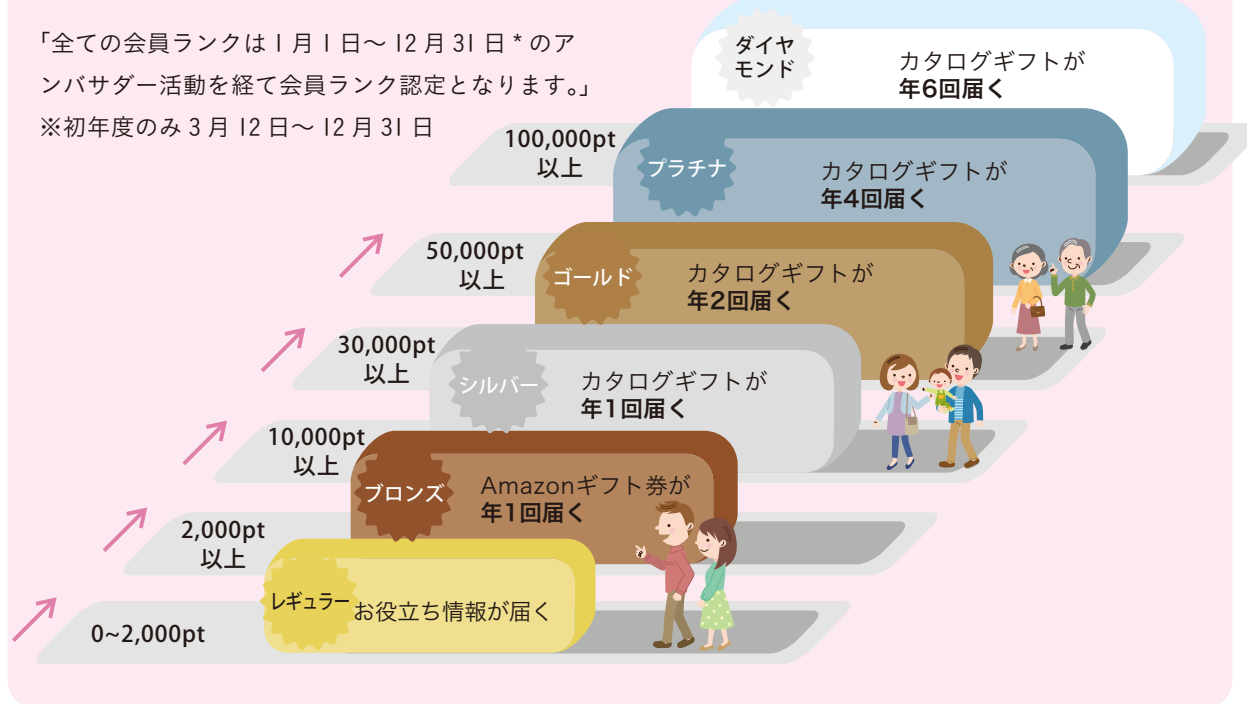 「全ての会員ランクは1月1日～12月31日*のア
ンバサダー活動を経て会員ランク認定となります。」
※初年度のみ3月12日～12月31日
ダイヤ
モンド
カタログギフトが
年6回届く
100,000pt
以上
プラチナ
カタログギフトが
年4回届く
50,000pt
以上
ゴールド
カタログギフトが
年2回届く
30,000pt
以上
シルバー
カタログギフトが
年1回届く
10,000pt
以上
ブロンズ
Amazonギフト券が
年1回届く
2,000pt
以上
レギュラー
お役立ち情報が届く
0~2,000pt